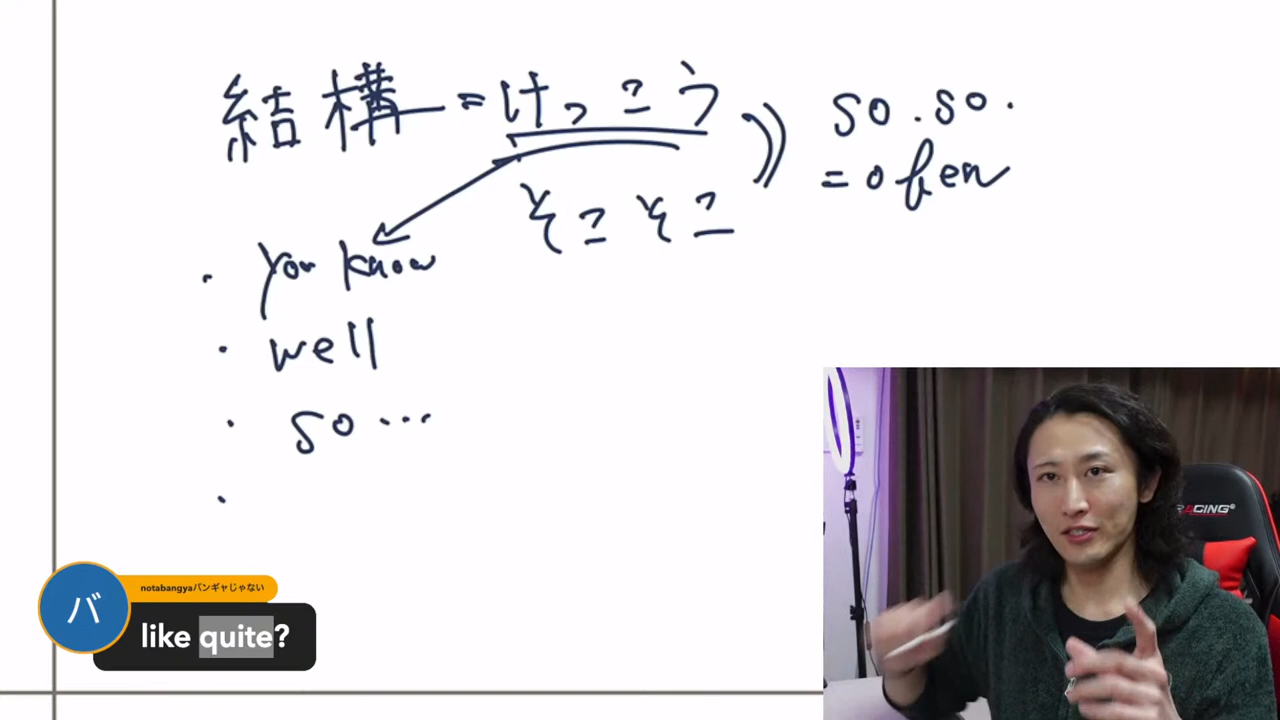 結構 = けっこう
そこそこ
so.so.
= often
• you know
• well
• so ...
•
notabangyaバンギャじゃない
バ
like quite?
RACING®